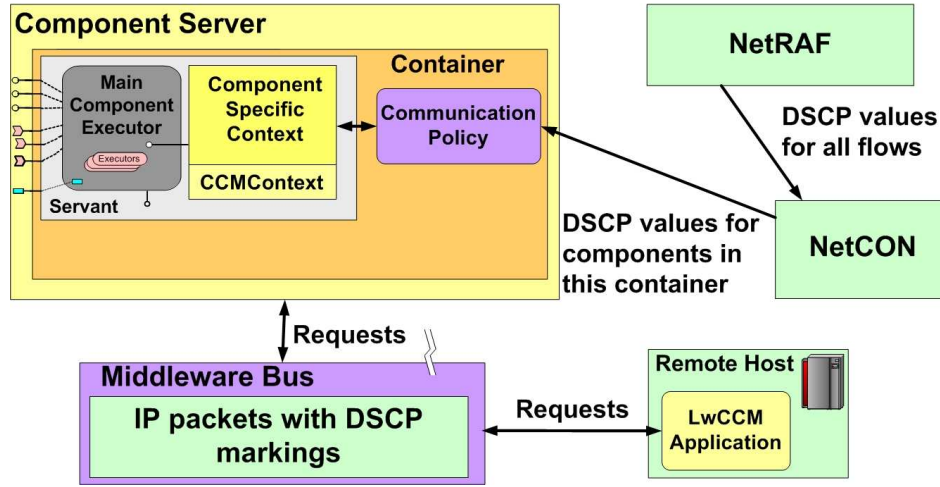 Component Server
Container
Main
Component
Executor
Executors
Component
Specific
Context
CCMContext
Servant
Communication
Policy
NetRAF
DSCP values
for all flows
NetCON
DSCP values for
components in
this container
Requests
Middleware Bus
IP packets with DSCP
markings
Requests
Remote Host
LwCCM
Application